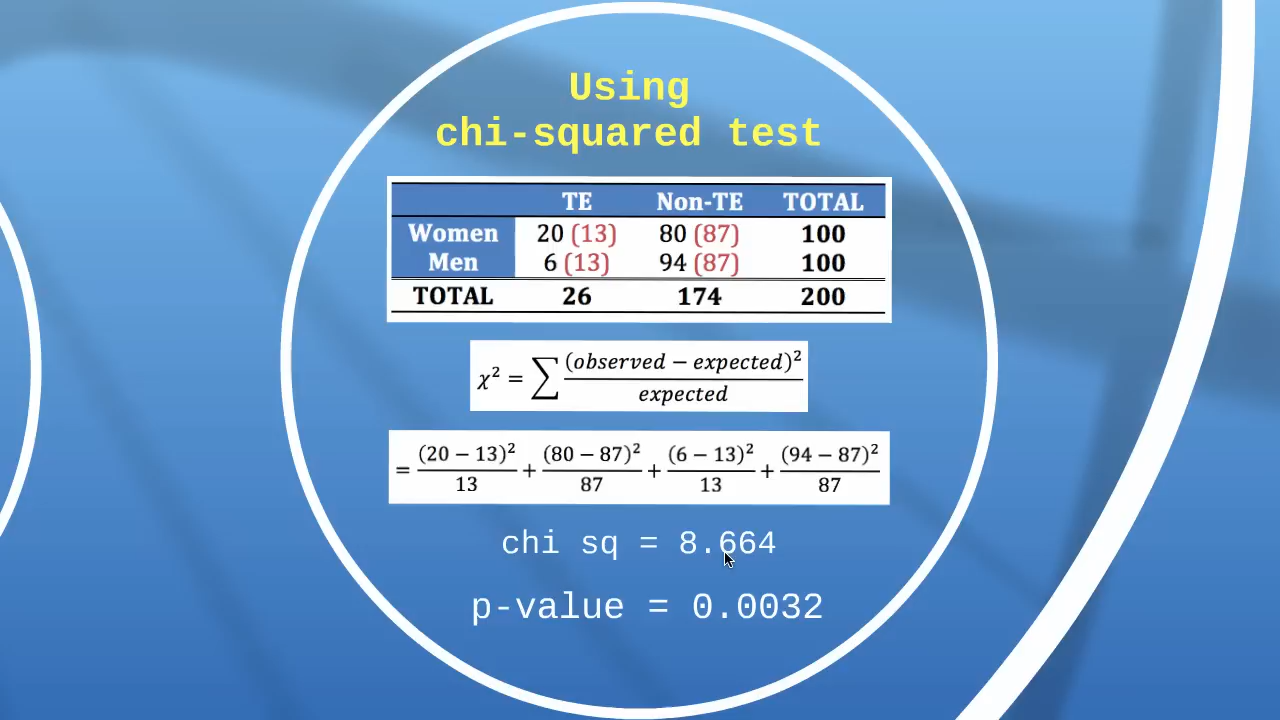 Using
chi-squared test
TE Non-TE TOTAL
Women 20 (13) 80 (87) 100
Men 6 (13) 94 (87) 100
TOTAL 26 174 200
χ² = ∑ (observed − expected)² / expected
= (20 − 13)² / 13 + (80 − 87)² / 87 + (6 − 13)² / 13 + (94 − 87)² / 87
chi sq = 8.664
p-value = 0.0032